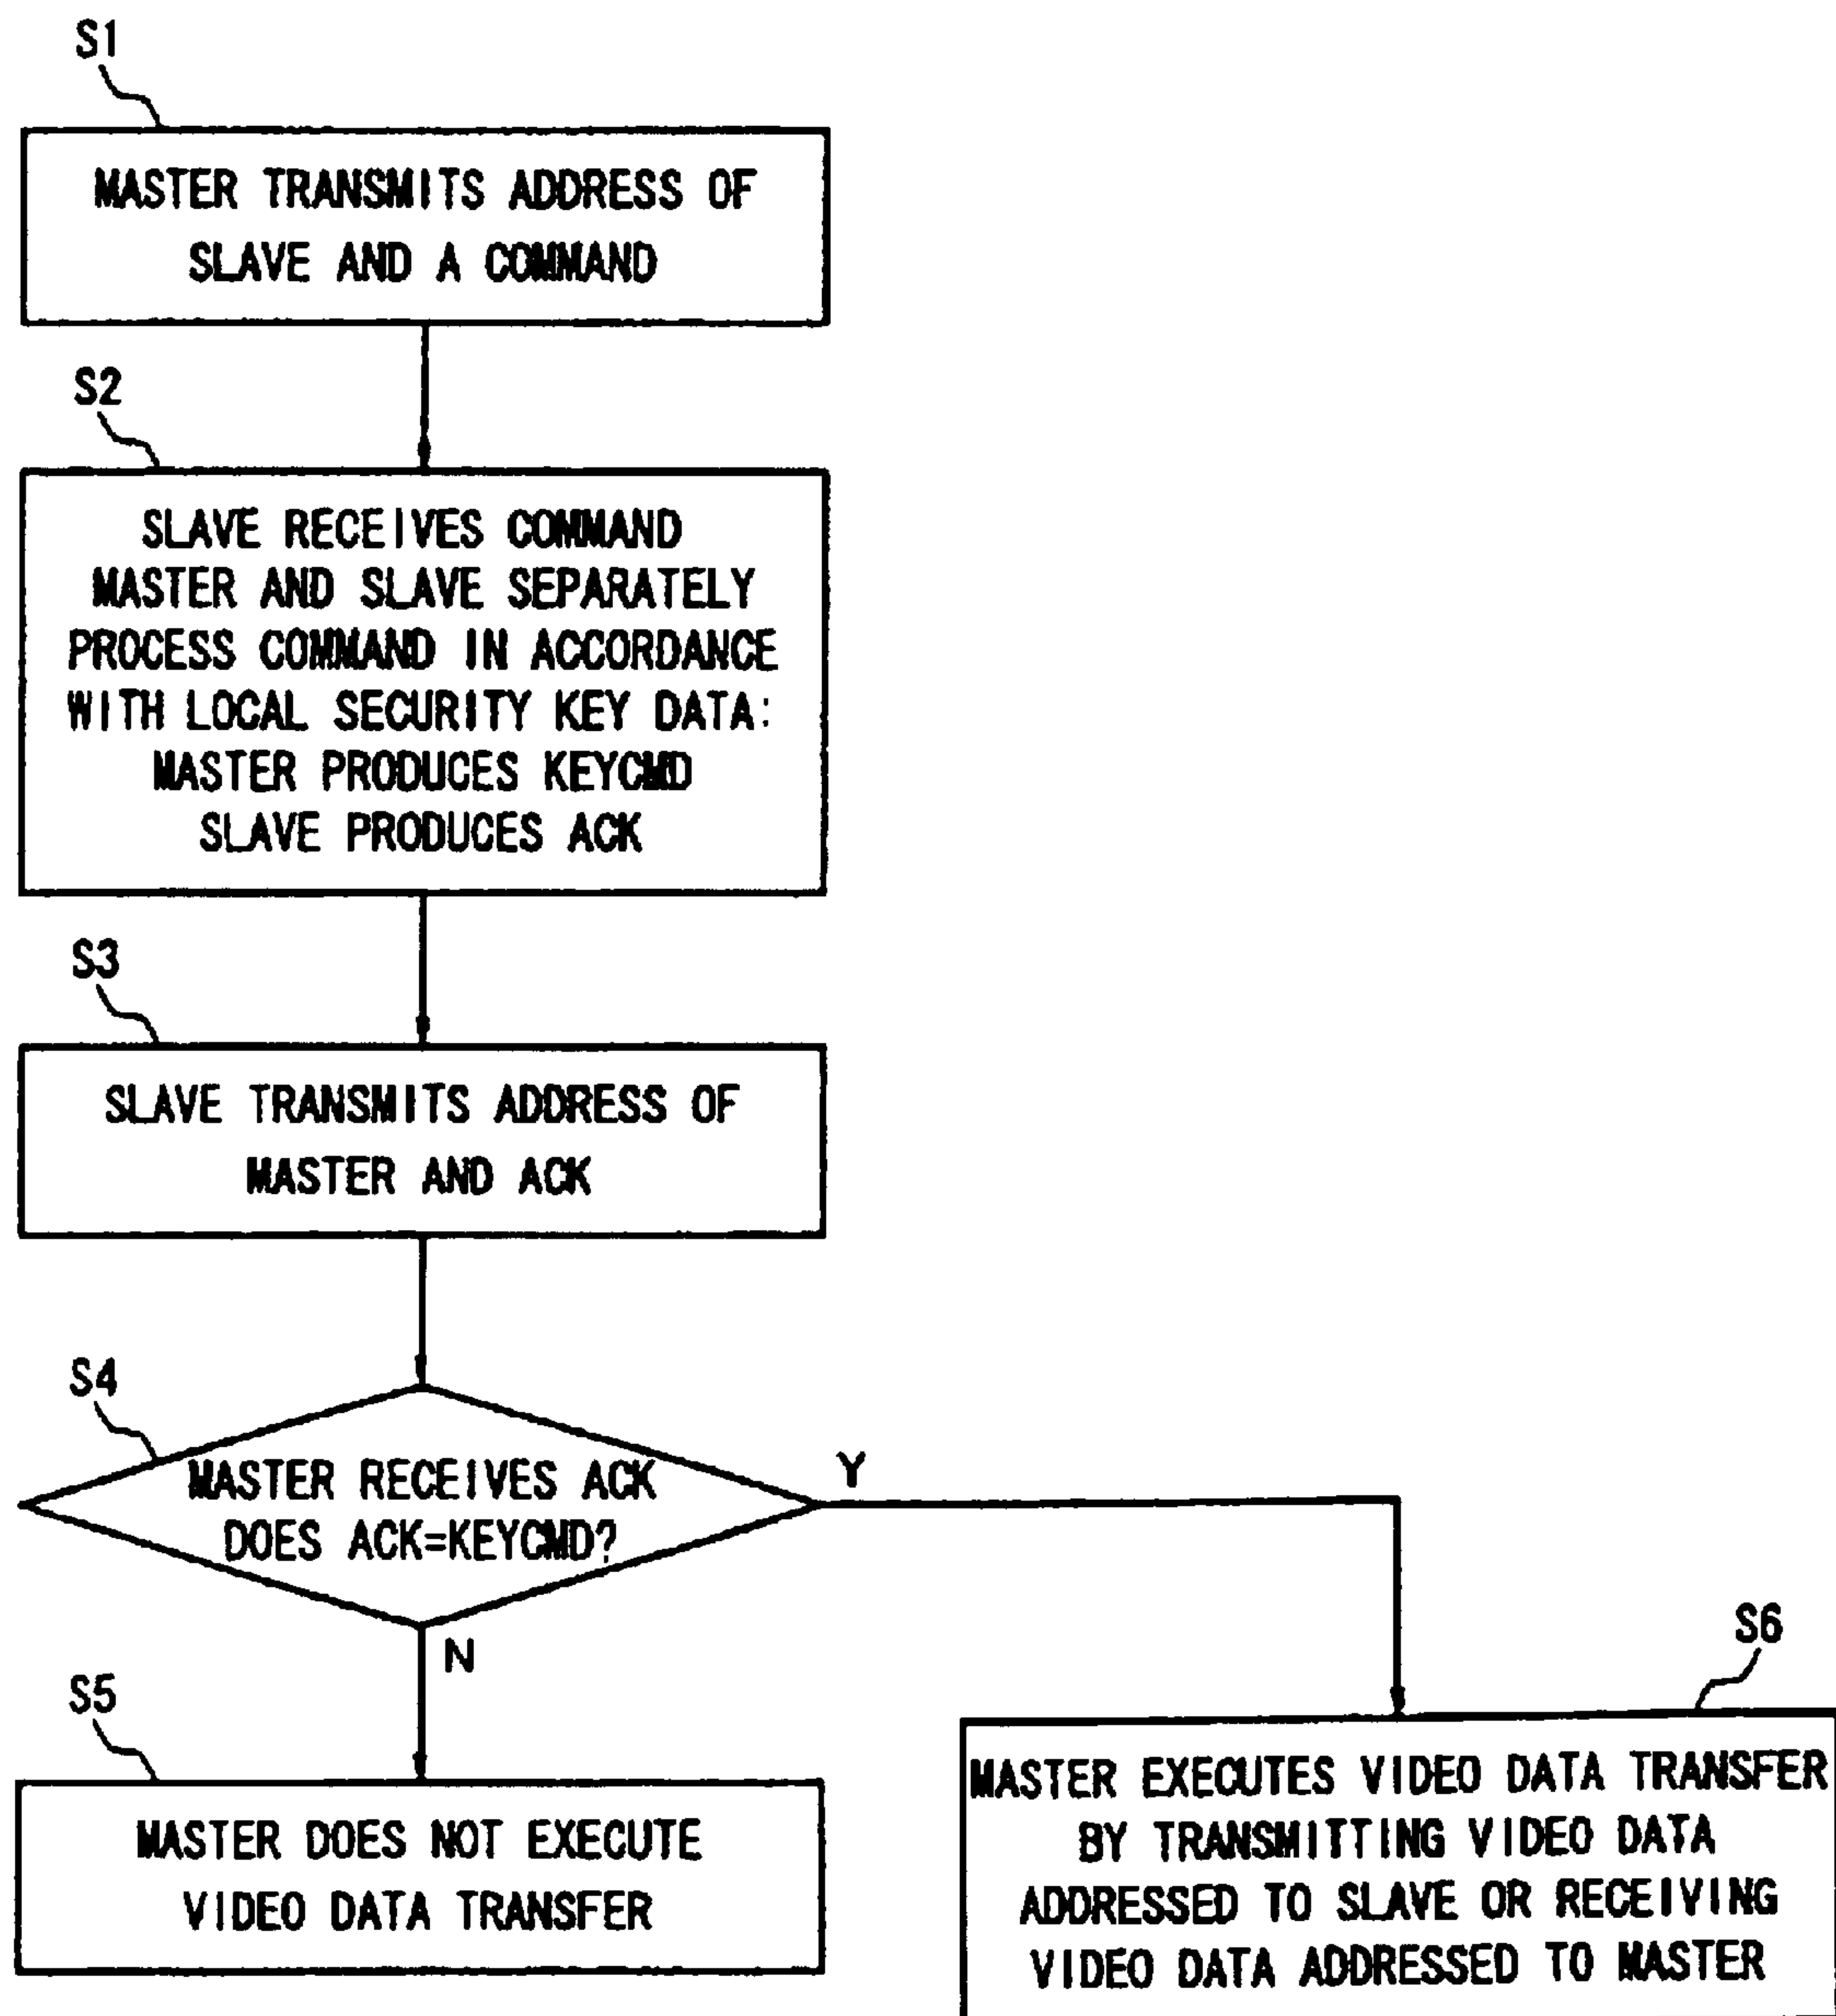 S1
MASTER TRANSMITS ADDRESS OF
SLAVE AND A COMMAND
S2
SLAVE RECEIVES COMMAND
MASTER AND SLAVE SEPARATELY
PROCESS COMMAND IN ACCORDANCE
WITH LOCAL SECURITY KEY DATA:
MASTER PRODUCES KEYCMD
SLAVE PRODUCES ACK
S3
SLAVE TRANSMITS ADDRESS OF
MASTER AND ACK
S4
MASTER RECEIVES ACK
DOES ACK=KEYCMD?
Y
N
S5
MASTER DOES NOT EXECUTE
VIDEO DATA TRANSFER
S6
MASTER EXECUTES VIDEO DATA TRANSFER
BY TRANSMITTING VIDEO DATA
ADDRESSED TO SLAVE OR RECEIVING
VIDEO DATA ADDRESSED TO MASTER